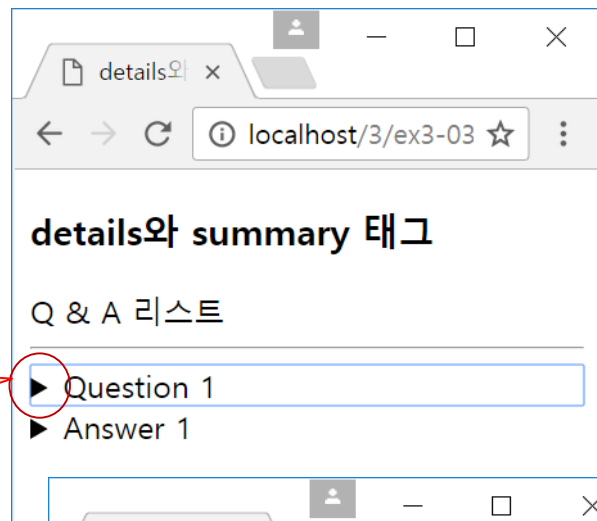 details와
localhost/3/ex3-03
details와 summary 태그
Q & A 리스트
Question 1
Answer 1